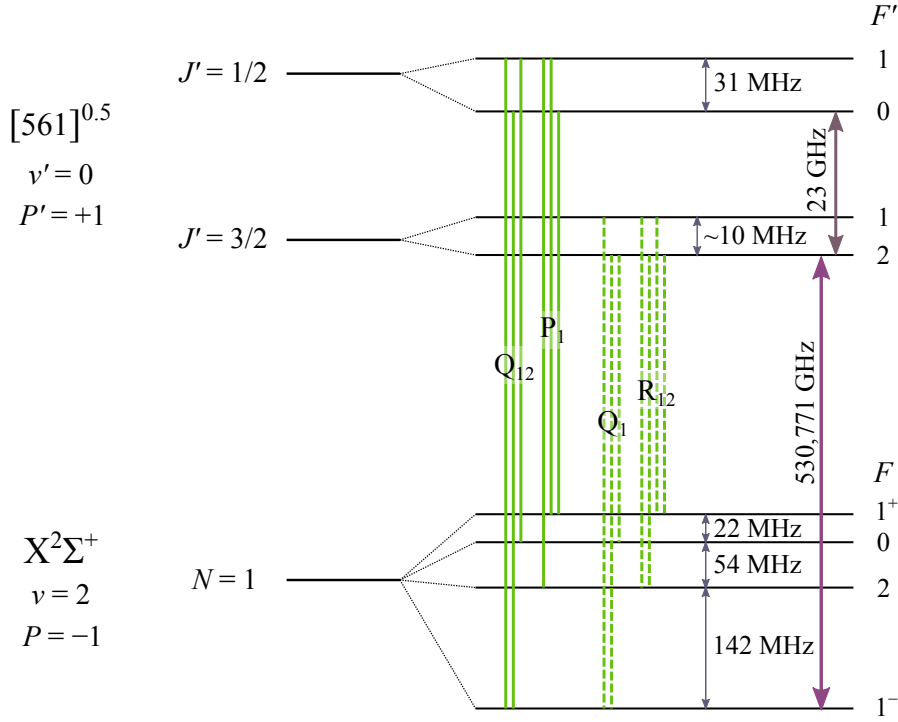 F′
J′ = 1/2
1
31 MHz
0
[561]^0.5
v′ = 0
P′ = +1
23 GHz
J′ = 3/2
1
~10 MHz
2
P₁
Q₁₂
R₁₂
Q₁
530,771 GHz
F
1⁺
22 MHz
0
X²Σ⁺
v = 2
P = −1
N = 1
54 MHz
2
142 MHz
1⁻